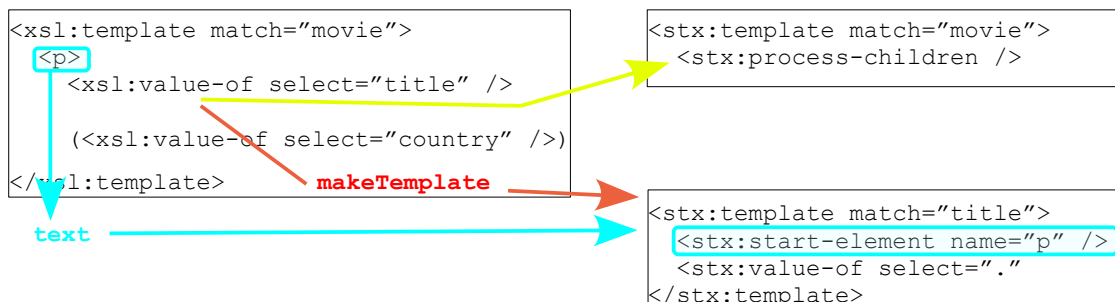 <xsl:template match=”movie”>
<p>
<xsl:value-of select=”title” />
(<xsl:value-of select=”country” />)
</xsl:template>
makeTemplate
text
<stx:template match=”movie”>
<stx:process-children />
<stx:template match=”title”>
<stx:start-element name=”p” />
<stx:value-of select=”.”
</stx:template>